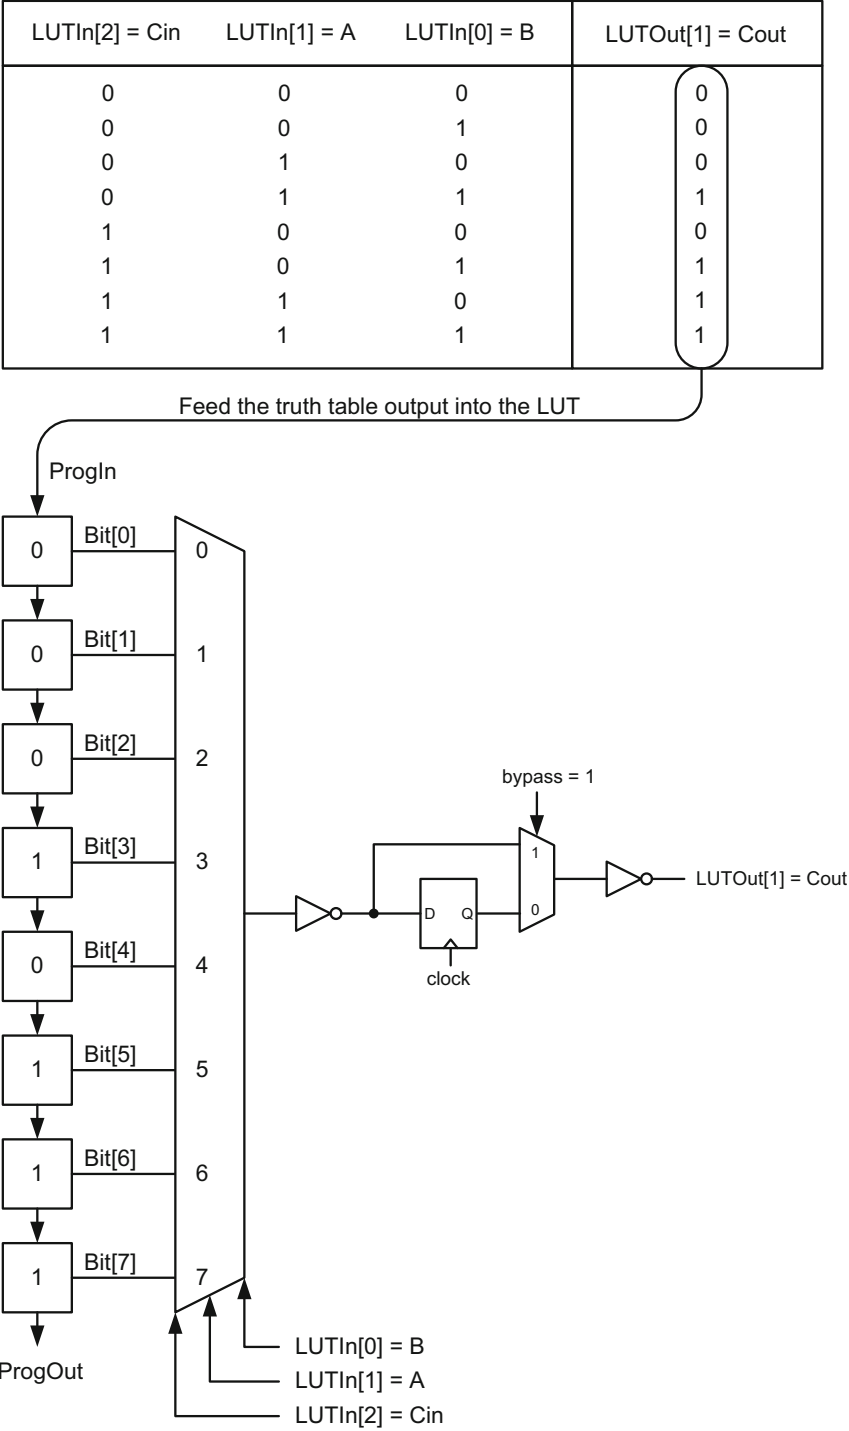 LUTIn[2] = Cin LUTIn[1] = A LUTIn[0] = B LUTOut[1] = Cout
0 0 0 0
0 0 1 0
0 1 0 0
0 1 1 1
1 0 0 0
1 0 1 1
1 1 0 1
1 1 1 1
Feed the truth table output into the LUT
ProgIn
0 Bit[0] 0
0 Bit[1] 1
0 Bit[2] 2
bypass = 1
1 Bit[3] 3
1
LUTOut[1] = Cout
D Q 0
clock
0 Bit[4] 4
1 Bit[5] 5
1 Bit[6] 6
1 Bit[7] 7
ProgOut
LUTIn[0] = B
LUTIn[1] = A
LUTIn[2] = Cin